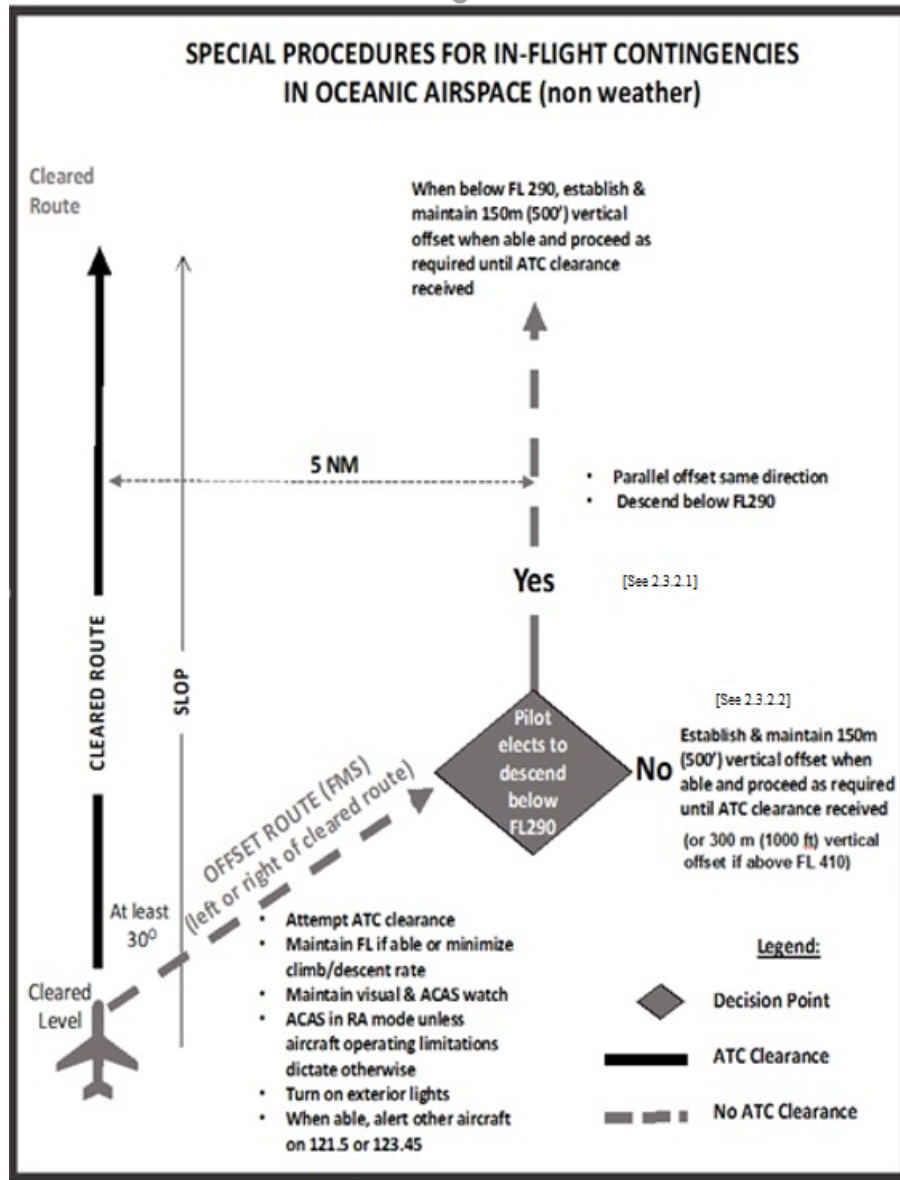 SPECIAL PROCEDURES FOR IN-FLIGHT CONTINGENCIES
IN OCEANIC AIRSPACE (non weather)
Cleared
Route
When below FL 290, establish &
maintain 150m (500') vertical
offset when able and proceed as
required until ATC clearance
received
5 NM
• Parallel offset same direction
• Descend below FL290
Yes
[See 2.3.2.1]
CLEARED ROUTE
SLOP
[See 2.3.2.2]
Pilot
elects to
descend
below
FL290
No
Establish & maintain 150m
(500') vertical offset when
able and proceed as required
until ATC clearance received
(or 300 m (1000 ft) vertical
offset if above FL 410)
OFFSET ROUTE (FMS)
(left or right of cleared route)
At least
30⁰
Cleared
Level
• Attempt ATC clearance
• Maintain FL if able or minimize
climb/descent rate
• Maintain visual & ACAS watch
• ACAS in RA mode unless
aircraft operating limitations
dictate otherwise
• Turn on exterior lights
• When able, alert other aircraft
on 121.5 or 123.45
Legend:
Decision Point
ATC Clearance
No ATC Clearance